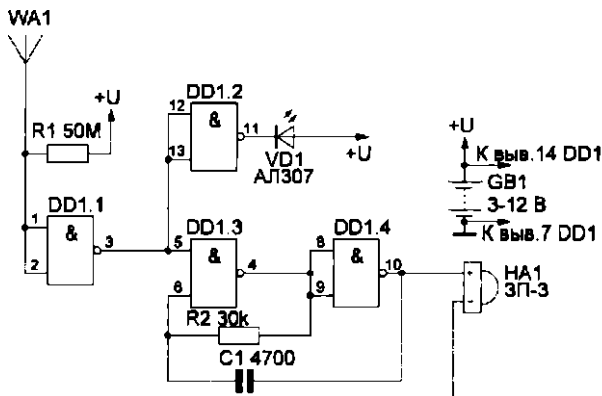 WA1
+U
R1 50M
DD1.1
1
&
3
2
DD1.2
12
&
11
13
VD1
АЛ307
+U
DD1.3
5
&
4
6
DD1.4
8
&
10
9
R2 30k
C1 4700
+U
К выв.14 DD1
GB1
3-12 В
К выв.7 DD1
+
-
HA1
ЗП-3